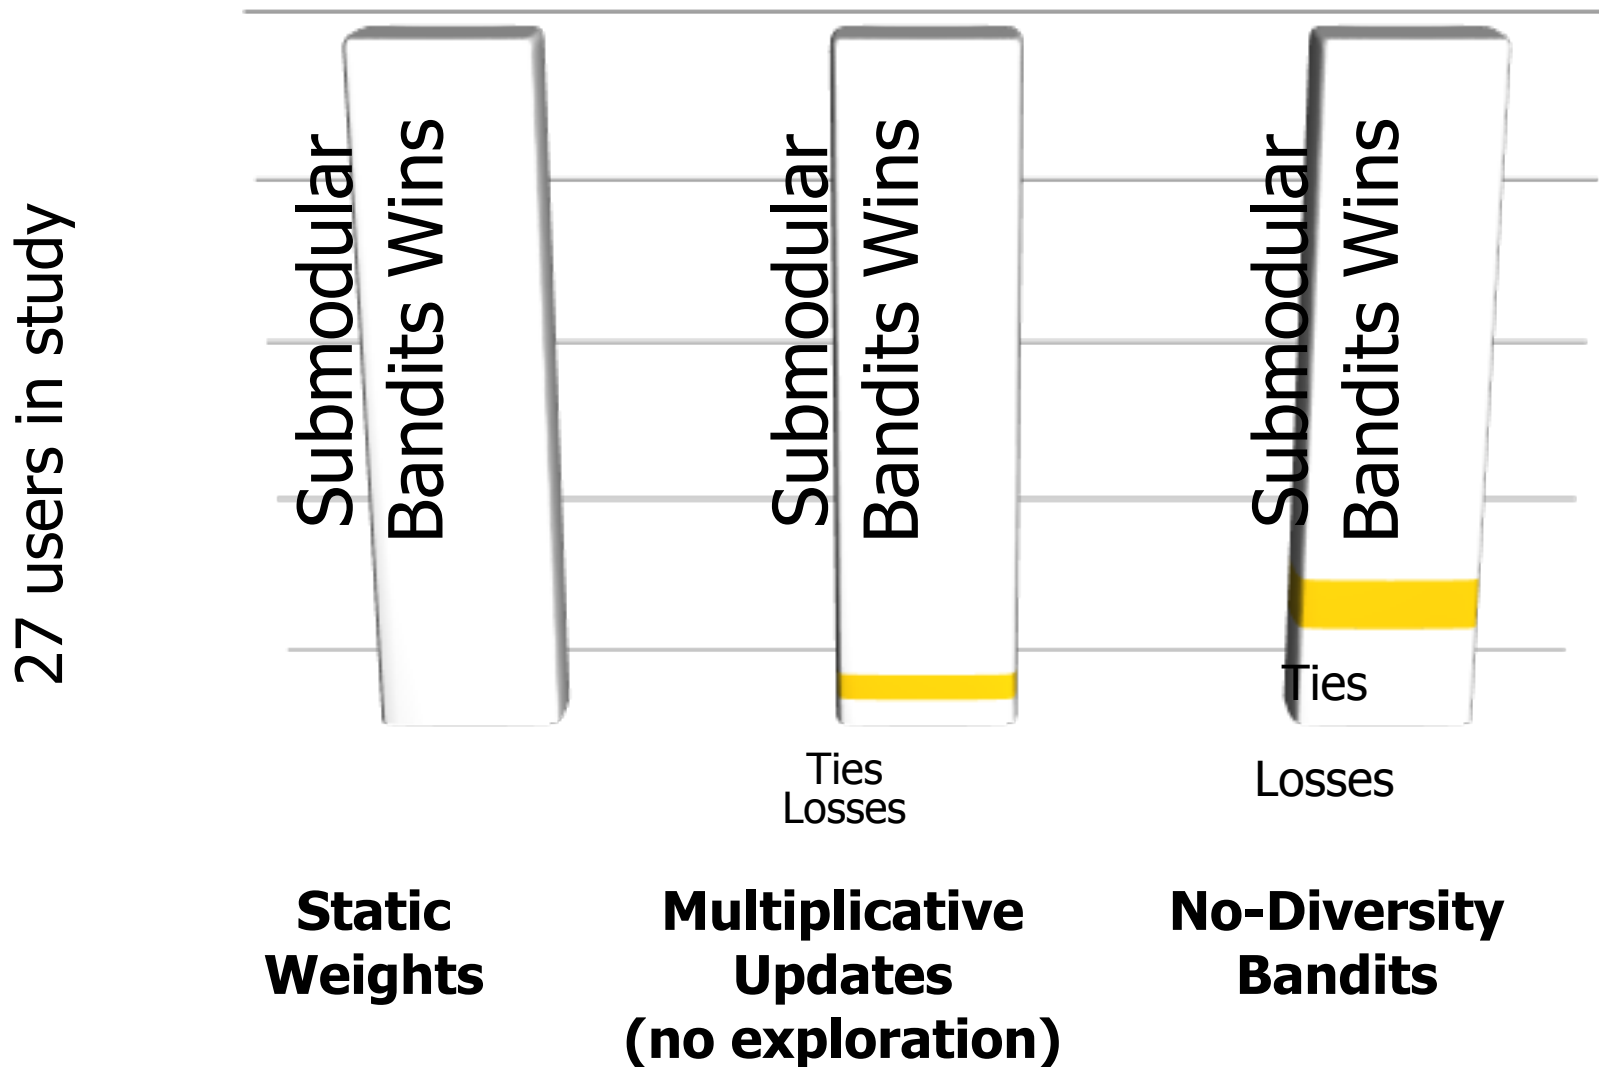 27 users in study
Submodular
Bandits Wins
Submodular
Bandits Wins
Submodular
Bandits Wins
Ties
Losses
Ties
Losses
Static
Weights
Multiplicative
Updates
(no exploration)
No-Diversity
Bandits